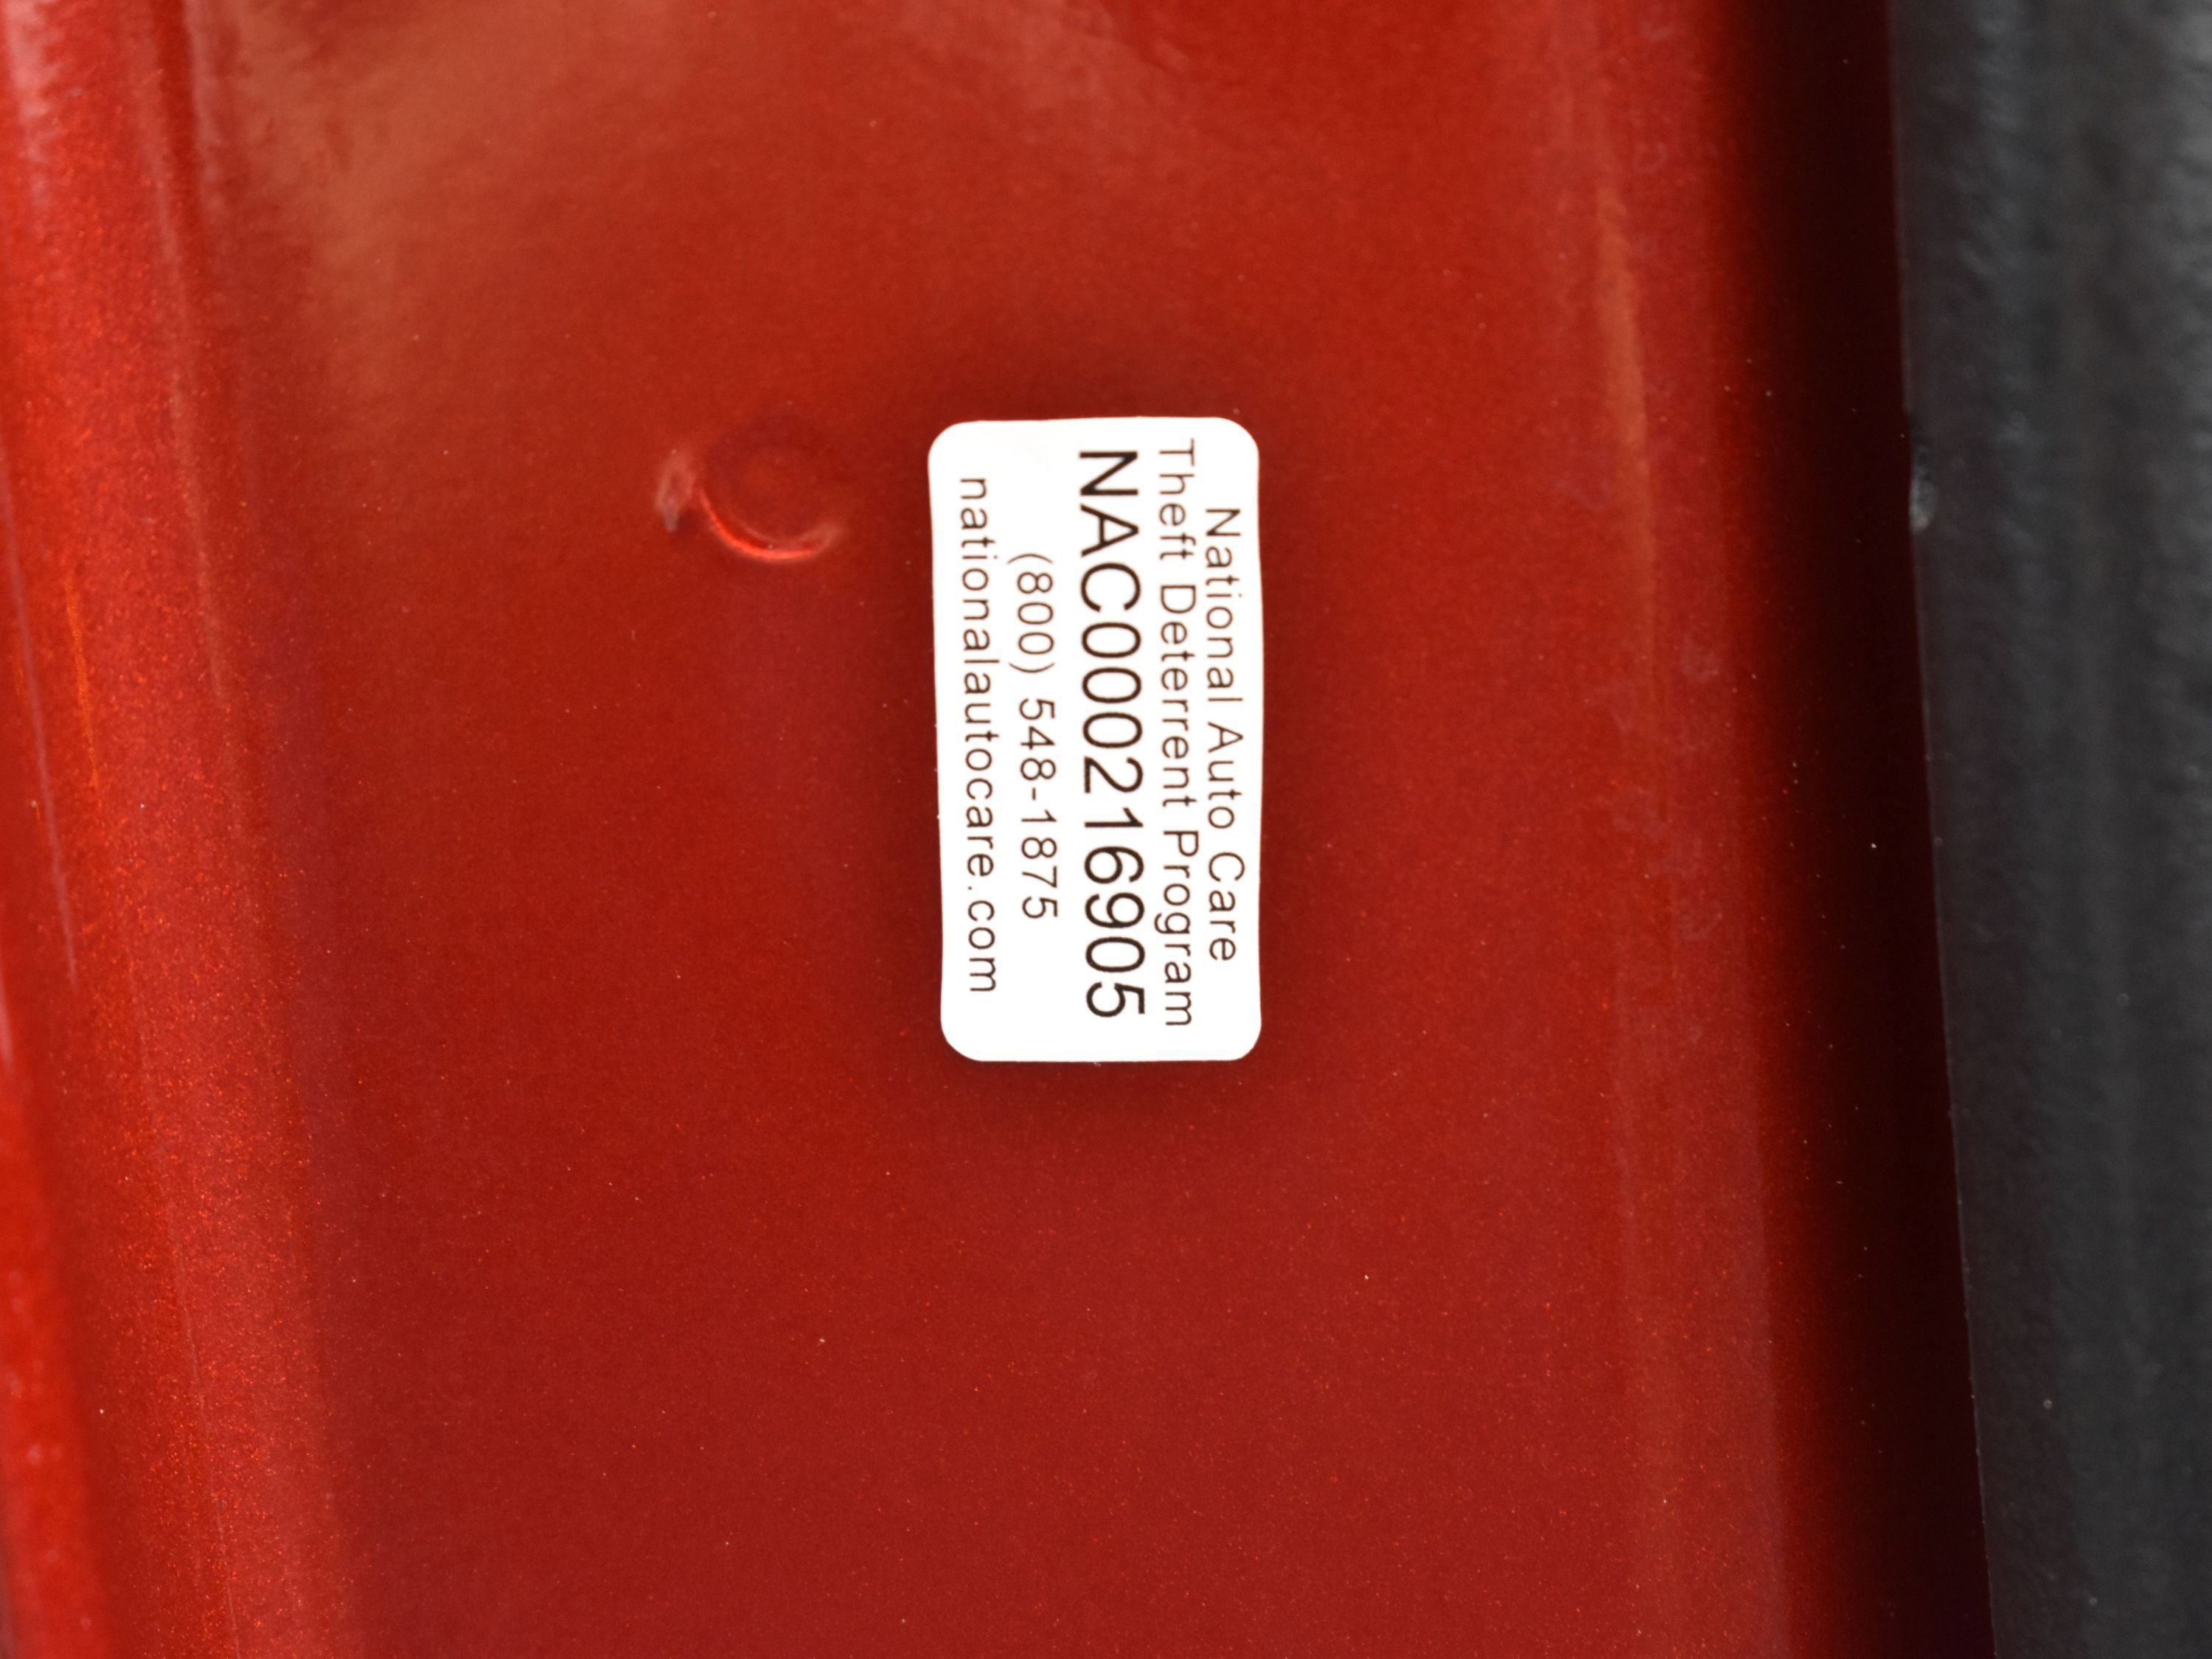 National Auto Care
Theft Deterrent Program
NAC000216905
(800) 548-1875
nationalautocare.com